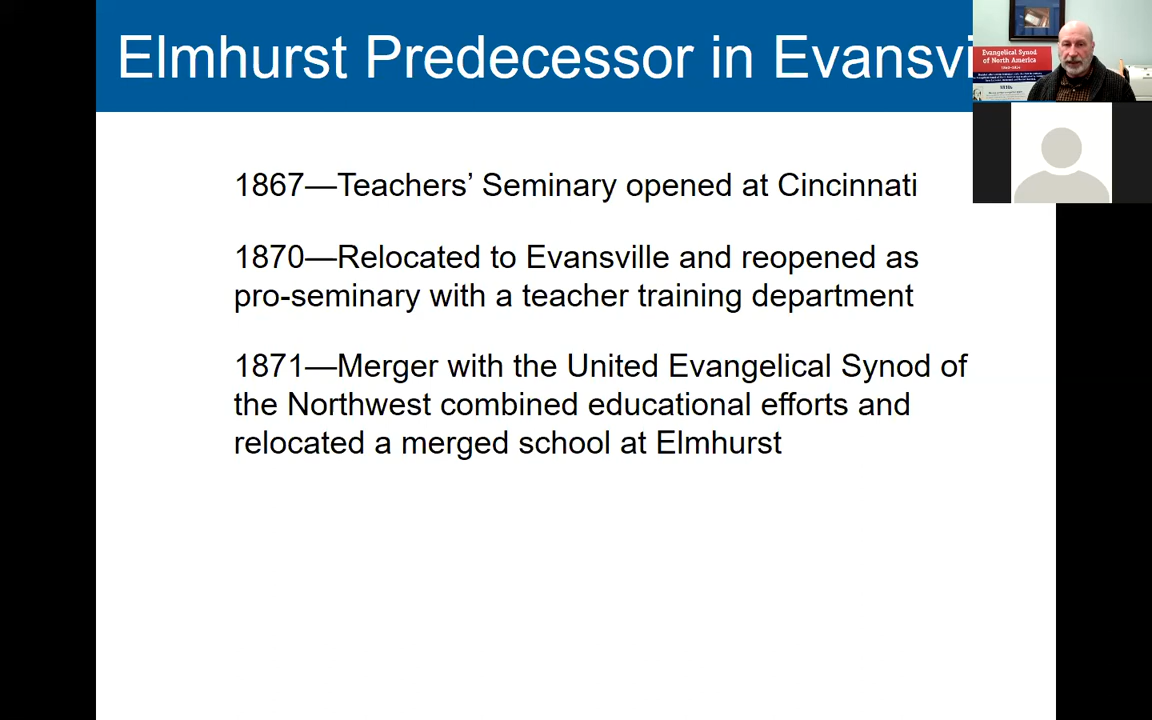 Elmhurst Predecessor in Evansvi
Evangelical Synod
of North America
1867—Teachers’ Seminary opened at Cincinnati
1870—Relocated to Evansville and reopened as
pro-seminary with a teacher training department
1871—Merger with the United Evangelical Synod of
the Northwest combined educational efforts and
relocated a merged school at Elmhurst